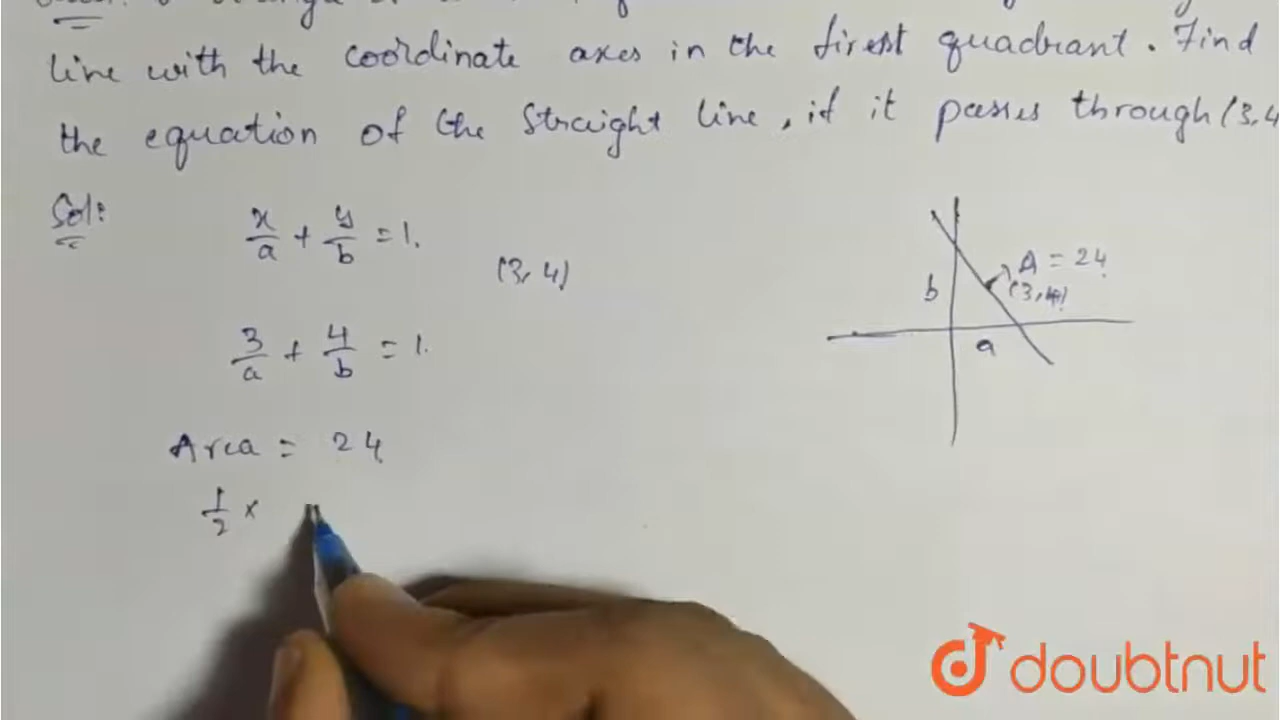 line with the coordinate axes in the first quadrant. Find
the equation of the straight line, if it passes through (3,4
Sol:
x/a + y/b = 1.
(3, 4)
3/a + 4/b = 1.
Area = 24
1/2 ×
A = 24
(3,4)
b
a
doubtnut